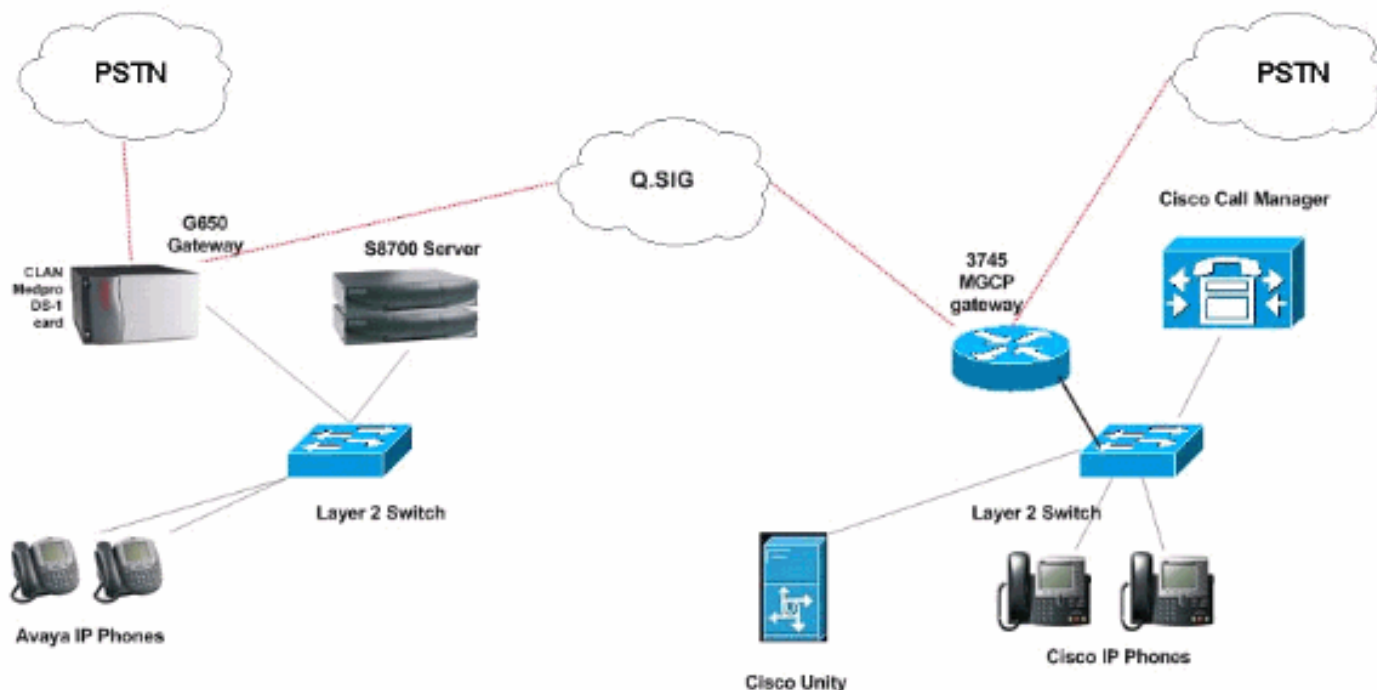 PSTN
PSTN
Q.SIG
Cisco Call Manager
G650
Gateway
S8700 Server
3745
MGCP
gateway
CLAN
Medpro
DS-1
card
Layer 2 Switch
Layer 2 Switch
Avaya IP Phones
Cisco IP Phones
Cisco Unity